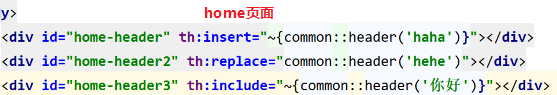 y> home页面
<div id="home-header" th:insert="~{common::header('haha')}"></div>
<div id="home-header2" th:replace="common::header('hehe')"></div>
<div id="home-header3" th:include="~{common::header('你好')}"></div>